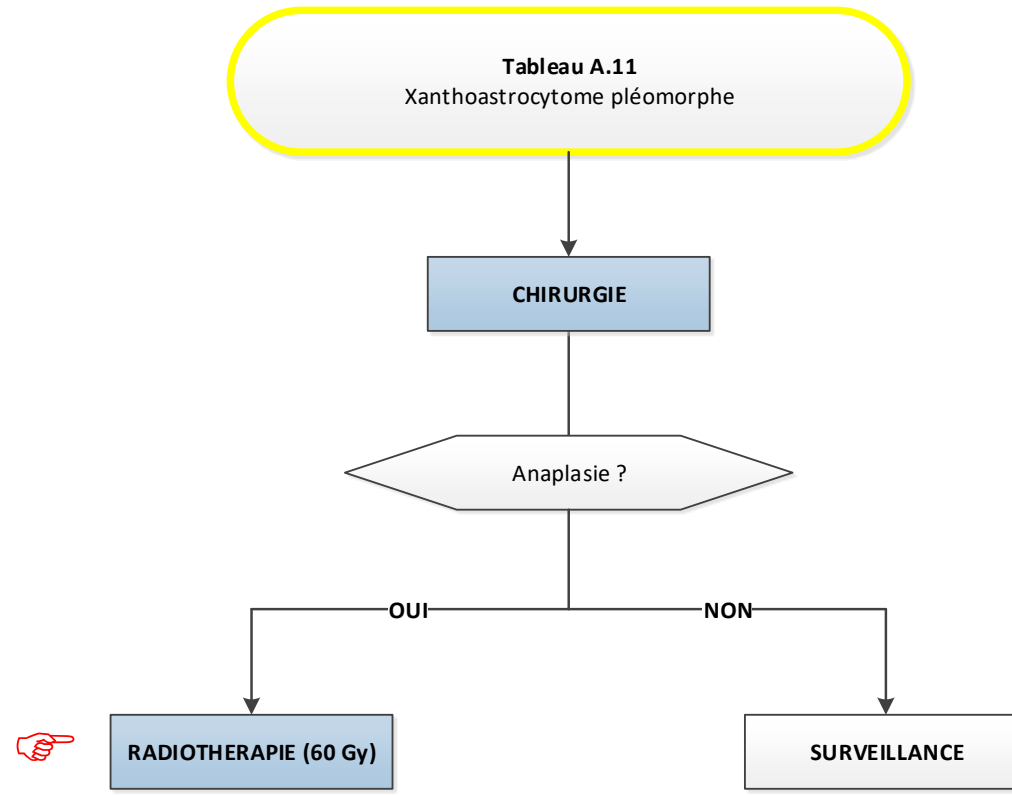 Tableau A.11
Xanthoastrocytome pléomorphe
CHIRURGIE
Anaplasie ?
OUI
NON
RADIOTHERAPIE (60 Gy)
SURVEILLANCE